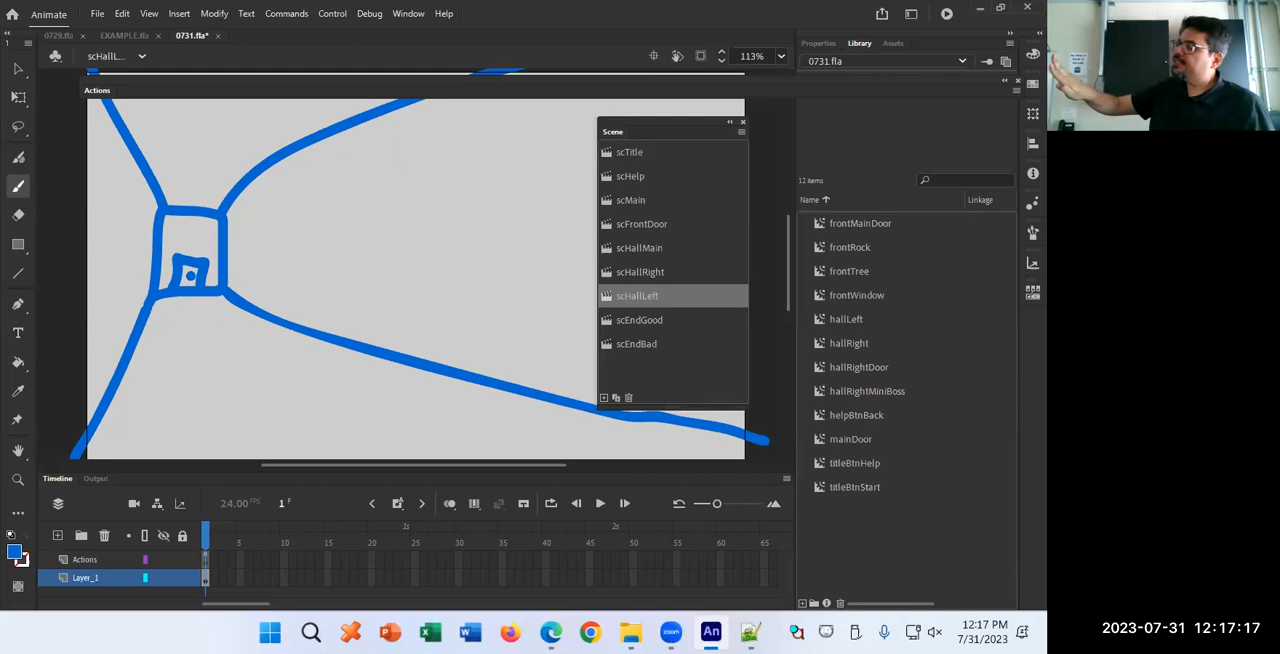 Animate File Edit View Insert Modify Text Commands Control Debug Window Help
0729.fla × EXAMPLE.fla × 0731.fla* ×
scHallL... 113%
Properties Library Assets
0731.fla
Actions
Scene
scTitle
scHelp
scMain
scFrontDoor
scHallMain
scHallRight
scHallLeft
scEndGood
scEndBad
12 items
Name Linkage
frontMainDoor
frontRock
frontTree
frontWindow
hallLeft
hallRight
hallRightDoor
hallRightMiniBoss
helpBtnBack
mainDoor
titleBtnHelp
titleBtnStart
Timeline Output
24.00 FPS 1 F
1s 2s
5 10 15 20 25 30 35 40 45 50 55 60 65
Actions
Layer_1
12:17 PM
7/31/2023
2023-07-31 12:17:17